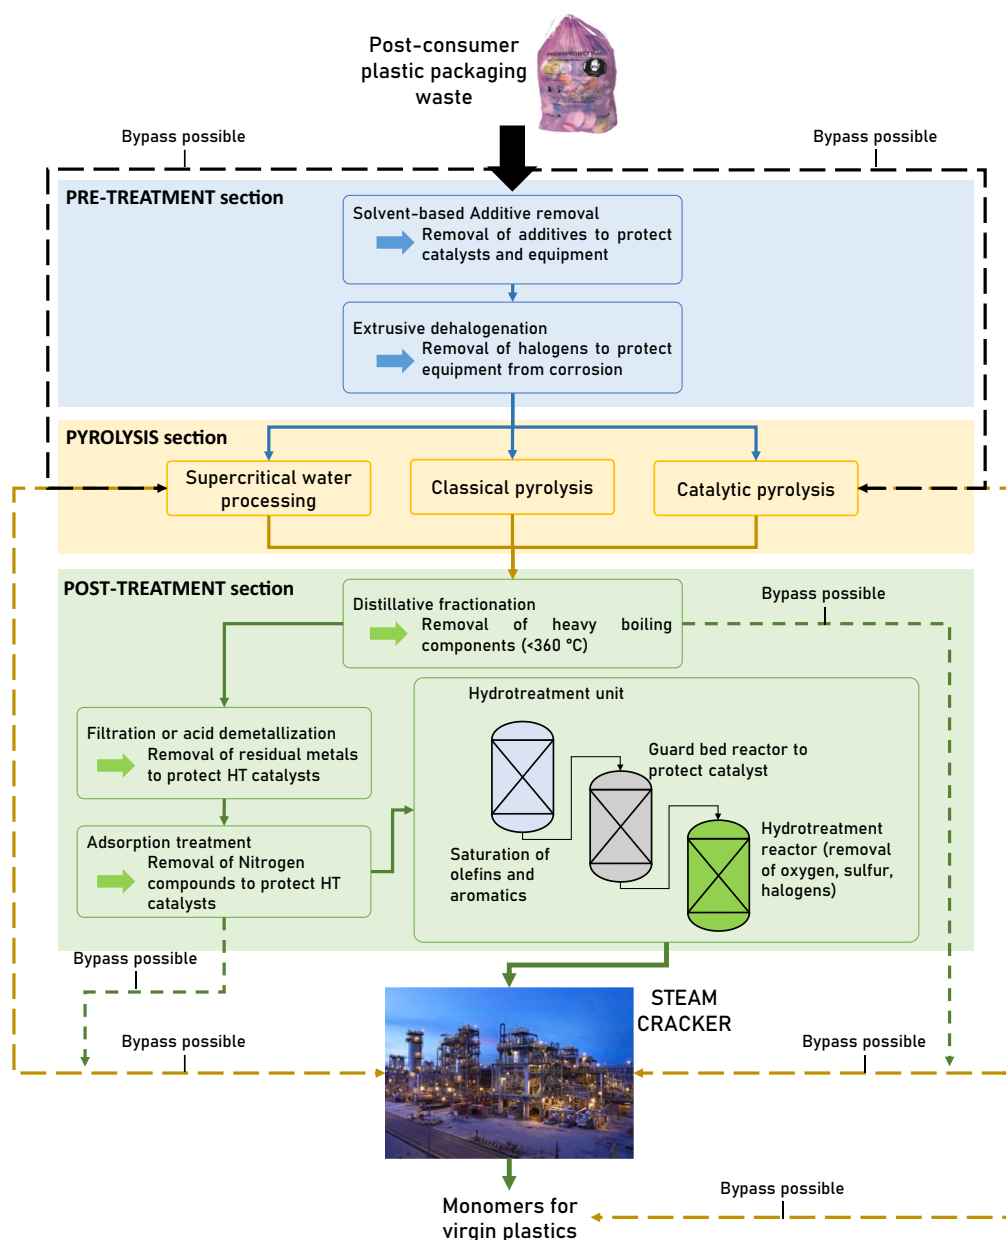 Post-consumer
plastic packaging
waste
Bypass possible
Bypass possible
PRE-TREATMENT section
Solvent-based Additive removal
Removal of additives to protect
catalysts and equipment
Extrusive dehalogenation
Removal of halogens to protect
equipment from corrosion
PYROLYSIS section
Supercritical water
processing
Classical pyrolysis
Catalytic pyrolysis
POST-TREATMENT section
Bypass possible
Distillative fractionation
Removal of heavy boiling
components (<360 °C)
Hydrotreatment unit
Filtration or acid demetallization
Removal of residual metals
to protect HT catalysts
Guard bed reactor to
protect catalyst
Adsorption treatment
Removal of Nitrogen
compounds to protect HT
catalysts
Saturation of
olefins and
aromatics
Hydrotreatment
reactor (removal
of oxygen, sulfur,
halogens)
Bypass possible
STEAM
CRACKER
Bypass possible
Bypass possible
Monomers for
virgin plastics
Bypass possible